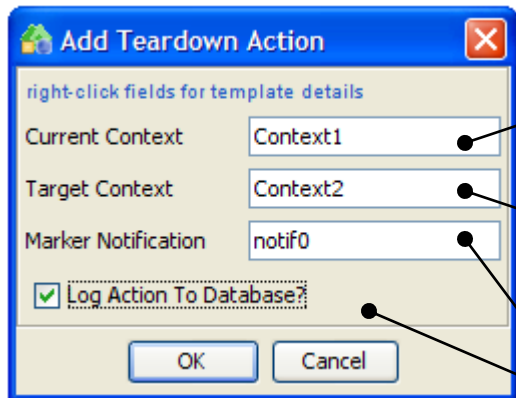 Add Teardown Action
right-click fields for template details
Current Context Context1
Target Context Context2
Marker Notification notif0
Log Action To Database?
OK Cancel